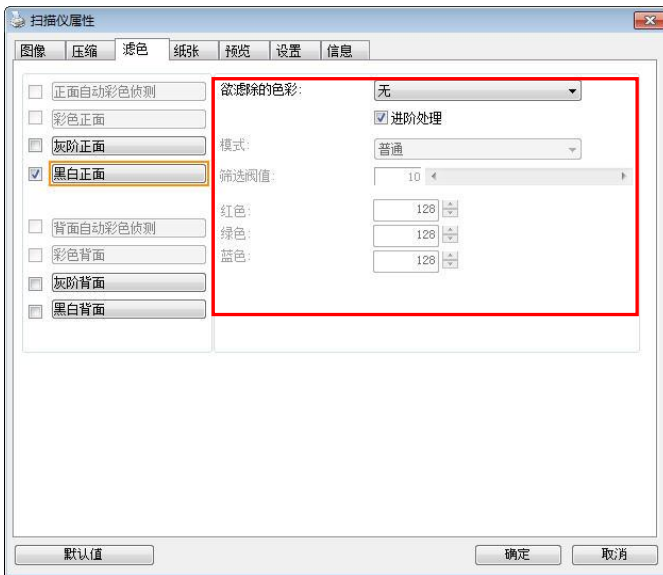 扫描仪属性
图像 压缩 滤色 纸张 预览 设置 信息
正面自动彩色侦测
彩色正面
灰阶正面
黑白正面
背面自动彩色侦测
彩色背面
灰阶背面
黑白背面
欲滤除的色彩: 无
进阶处理
模式: 普通
筛选阀值: 10
红色: 128
绿色: 128
蓝色: 128
默认值 确定 取消